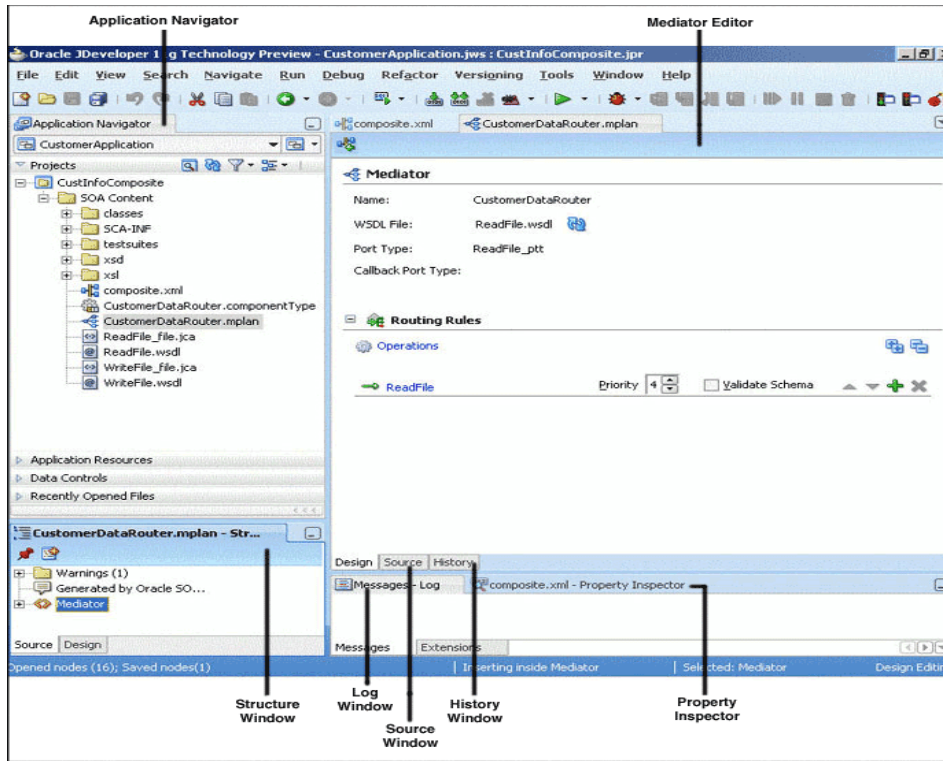 Application Navigator
Mediator Editor
Oracle JDeveloper 11g Technology Preview - CustomerApplication.jws : CustInfoComposite.jpr
File Edit View Search Navigate Run Debug Refactor Versioning Tools Window Help
Application Navigator
composite.xml
CustomerDataRouter.mplan
CustomerApplication
Projects
CustInfoComposite
SOA Content
classes
SCA-INF
testsuites
xsd
xsl
composite.xml
CustomerDataRouter.componentType
CustomerDataRouter.mplan
ReadFile_file.jca
ReadFile.wsdl
WriteFile_file.jca
WriteFile.wsdl
Application Resources
Data Controls
Recently Opened Files
Mediator
Name: CustomerDataRouter
WSDL File: ReadFile.wsdl
Port Type: ReadFile_ptt
Callback Port Type:
Routing Rules
Operations
ReadFile Priority 4 Validate Schema
CustomerDataRouter.mplan - Str...
Warnings (1)
Generated by Oracle SO...
Mediator
Source Design
Design Source History
Messages - Log
composite.xml - Property Inspector
Messages Extensions
Opened nodes (16); Saved nodes(1) Inserting inside Mediator Selected: Mediator Design Editin
Structure
Window
Log
Window
Source
Window
History
Window
Property
Inspector